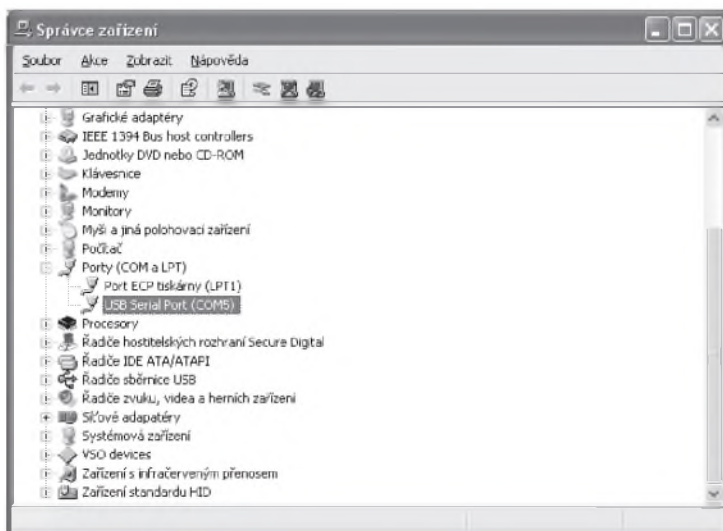 Správce zařízení
Soubor Akce Zobrazit Nápověda
Grafické adaptéry
IEEE 1394 Bus host controllers
Jednotky DVD nebo CD-ROM
Klávesnice
Modemy
Monitory
Myši a jiná polohovací zařízení
Počítač
Porty (COM a LPT)
Port ECP tiskárny (LPT1)
USB Serial Port (COM5)
Procesory
Řadiče hostitelských rozhraní Secure Digital
Řadiče IDE ATA/ATAPI
Řadiče sběrnice USB
Řadiče zvuku, videa a herních zařízení
Síťové adapatéry
Systémová zařízení
VSO devices
Zařízení s infračerveným přenosem
Zařízení standardu HID